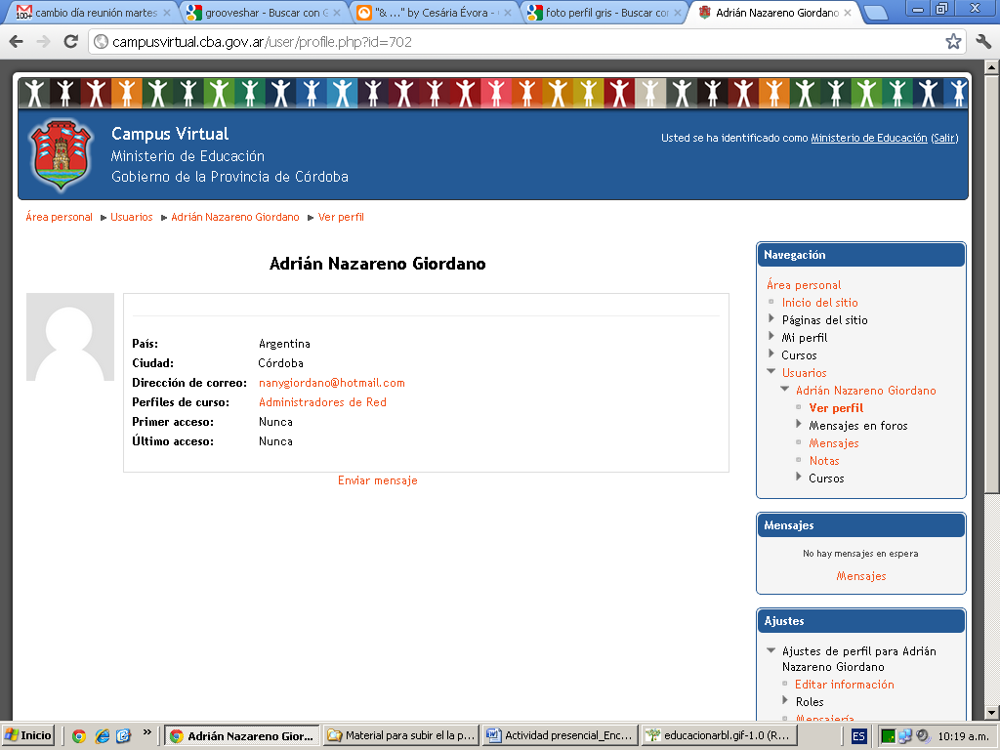 cambio día reunión martes
grooveshar - Buscar con G
"& ..." by Cesária Évora -
foto perfil gris - Buscar co
Adrián Nazareno Giordano
campusvirtual.cba.gov.ar/user/profile.php?id=702
Campus Virtual
Ministerio de Educación
Gobierno de la Provincia de Córdoba
Usted se ha identificado como Ministerio de Educación (Salir)
Área personal ► Usuarios ► Adrián Nazareno Giordano ► Ver perfil
Adrián Nazareno Giordano
País: Argentina
Ciudad: Córdoba
Dirección de correo: nanygiordano@hotmail.com
Perfiles de curso: Administradores de Red
Primer acceso: Nunca
Último acceso: Nunca
Enviar mensaje
Navegación
Área personal
Inicio del sitio
Páginas del sitio
Mi perfil
Cursos
Usuarios
Adrián Nazareno Giordano
Ver perfil
Mensajes en foros
Mensajes
Notas
Cursos
Mensajes
No hay mensajes en espera
Mensajes
Ajustes
Ajustes de perfil para Adrián
Nazareno Giordano
Editar información
Roles
Mensajería
Inicio
»
Adrián Nazareno Gior...
Material para subir el la p...
Actividad presencial_Enc...
educacionarbl.gif-1.0 (R...
ES
10:19 a.m.